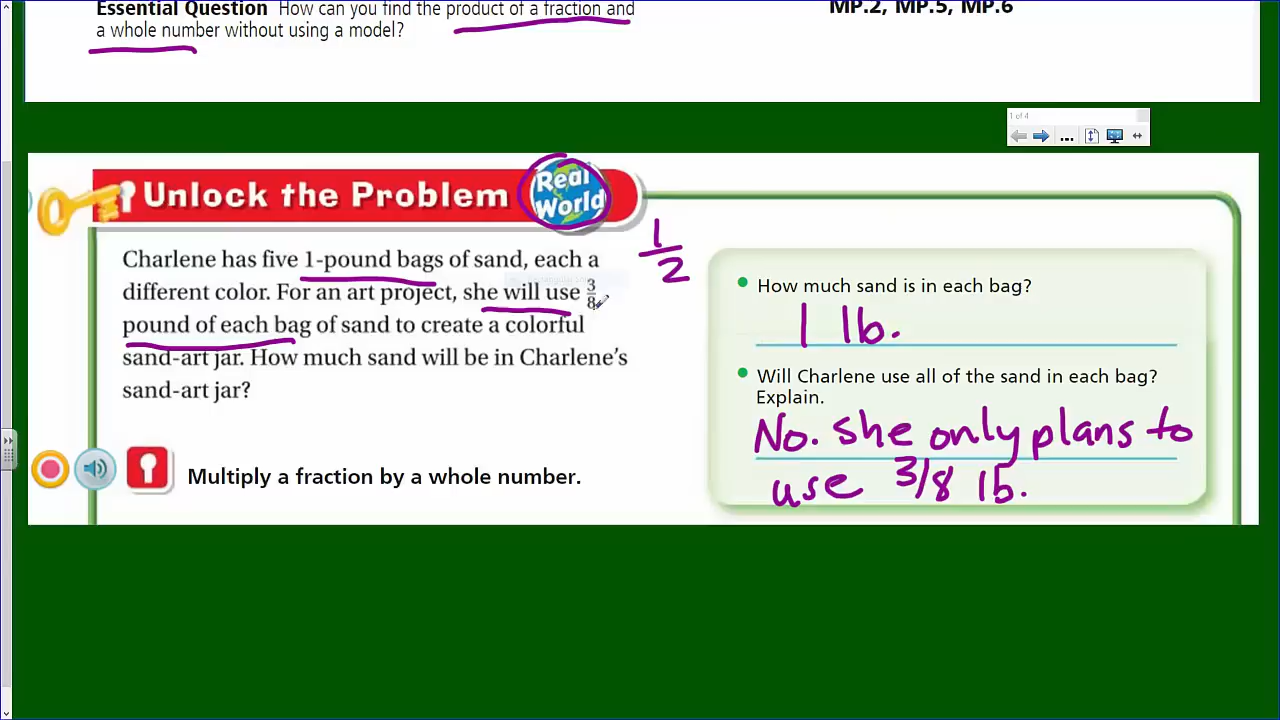 Essential Question How can you find the product of a fraction and
a whole number without using a model?
MP.2, MP.5, MP.6
1 of 4
Unlock the Problem
Real
World
Charlene has five 1-pound bags of sand, each a
different color. For an art project, she will use 3/8
pound of each bag of sand to create a colorful
sand-art jar. How much sand will be in Charlene's
sand-art jar?
1/2
How much sand is in each bag?
1 lb.
Will Charlene use all of the sand in each bag?
Explain.
No. she only plans to
use 3/8 lb.
Multiply a fraction by a whole number.